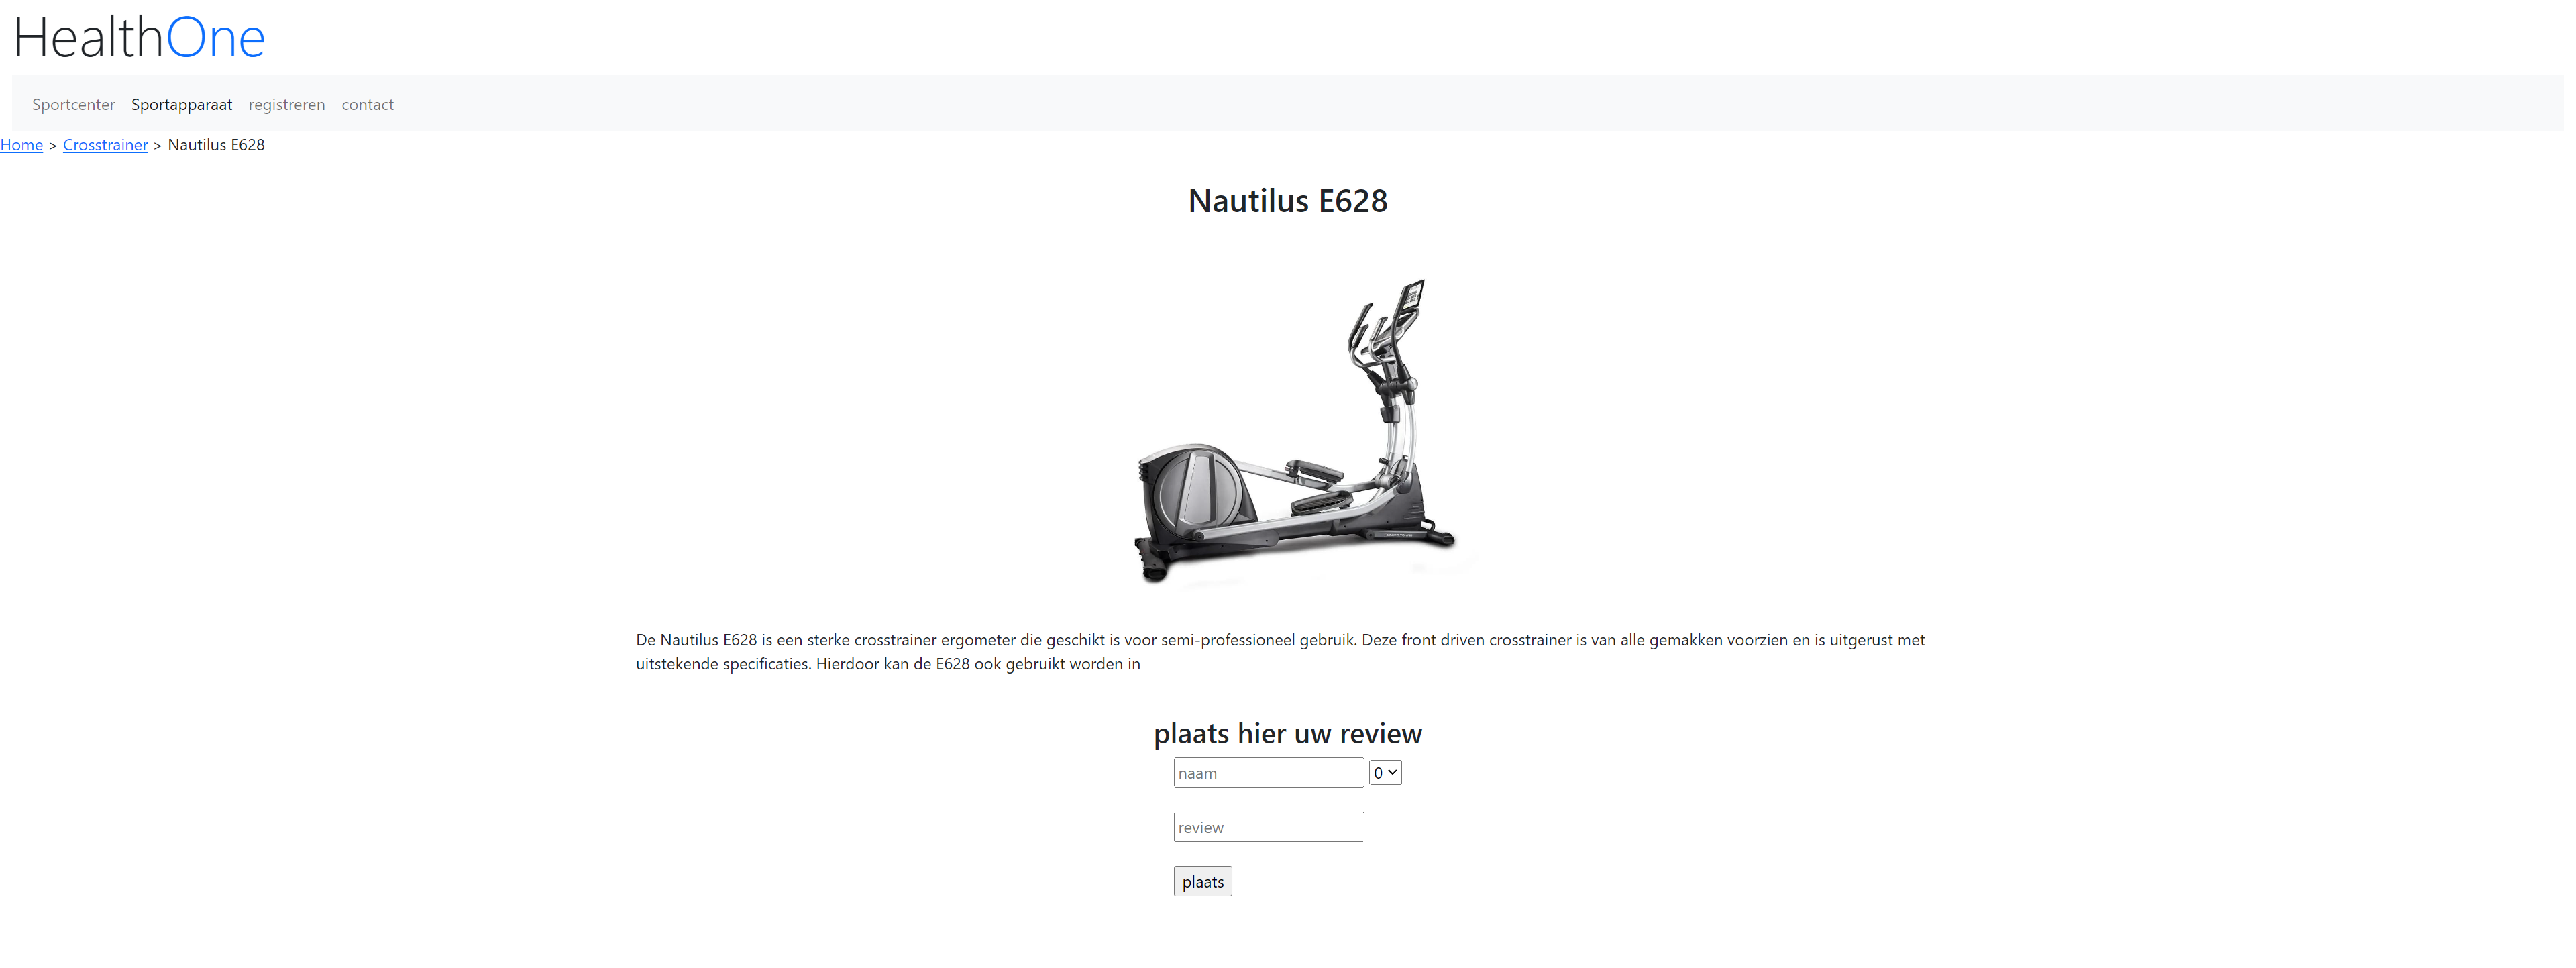 HealthOne
Sportcenter Sportapparaat registreren contact
Home > Crosstrainer > Nautilus E628
Nautilus E628
De Nautilus E628 is een sterke crosstrainer ergometer die geschikt is voor semi-professioneel gebruik. Deze front driven crosstrainer is van alle gemakken voorzien en is uitgerust met
uitstekende specificaties. Hierdoor kan de E628 ook gebruikt worden in
plaats hier uw review
naam 0
review
plaats